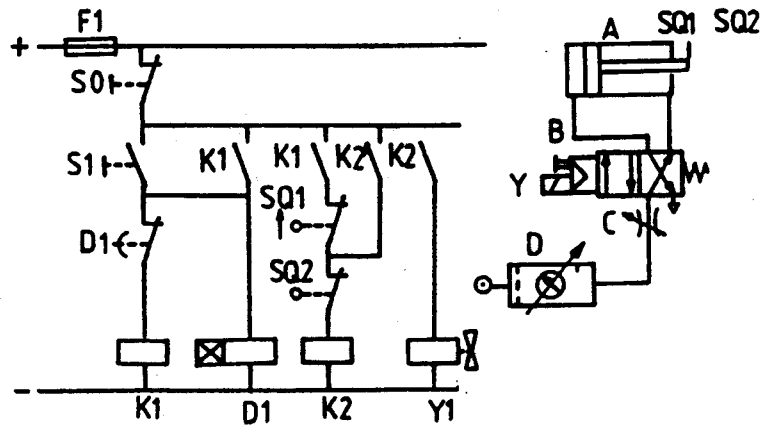 F1
+
S0
S1 K1 K1 K2 K2
SQ1
D1
SQ2
-
K1 D1 K2 Y1
A SQ1 SQ2
B
Y
C
D